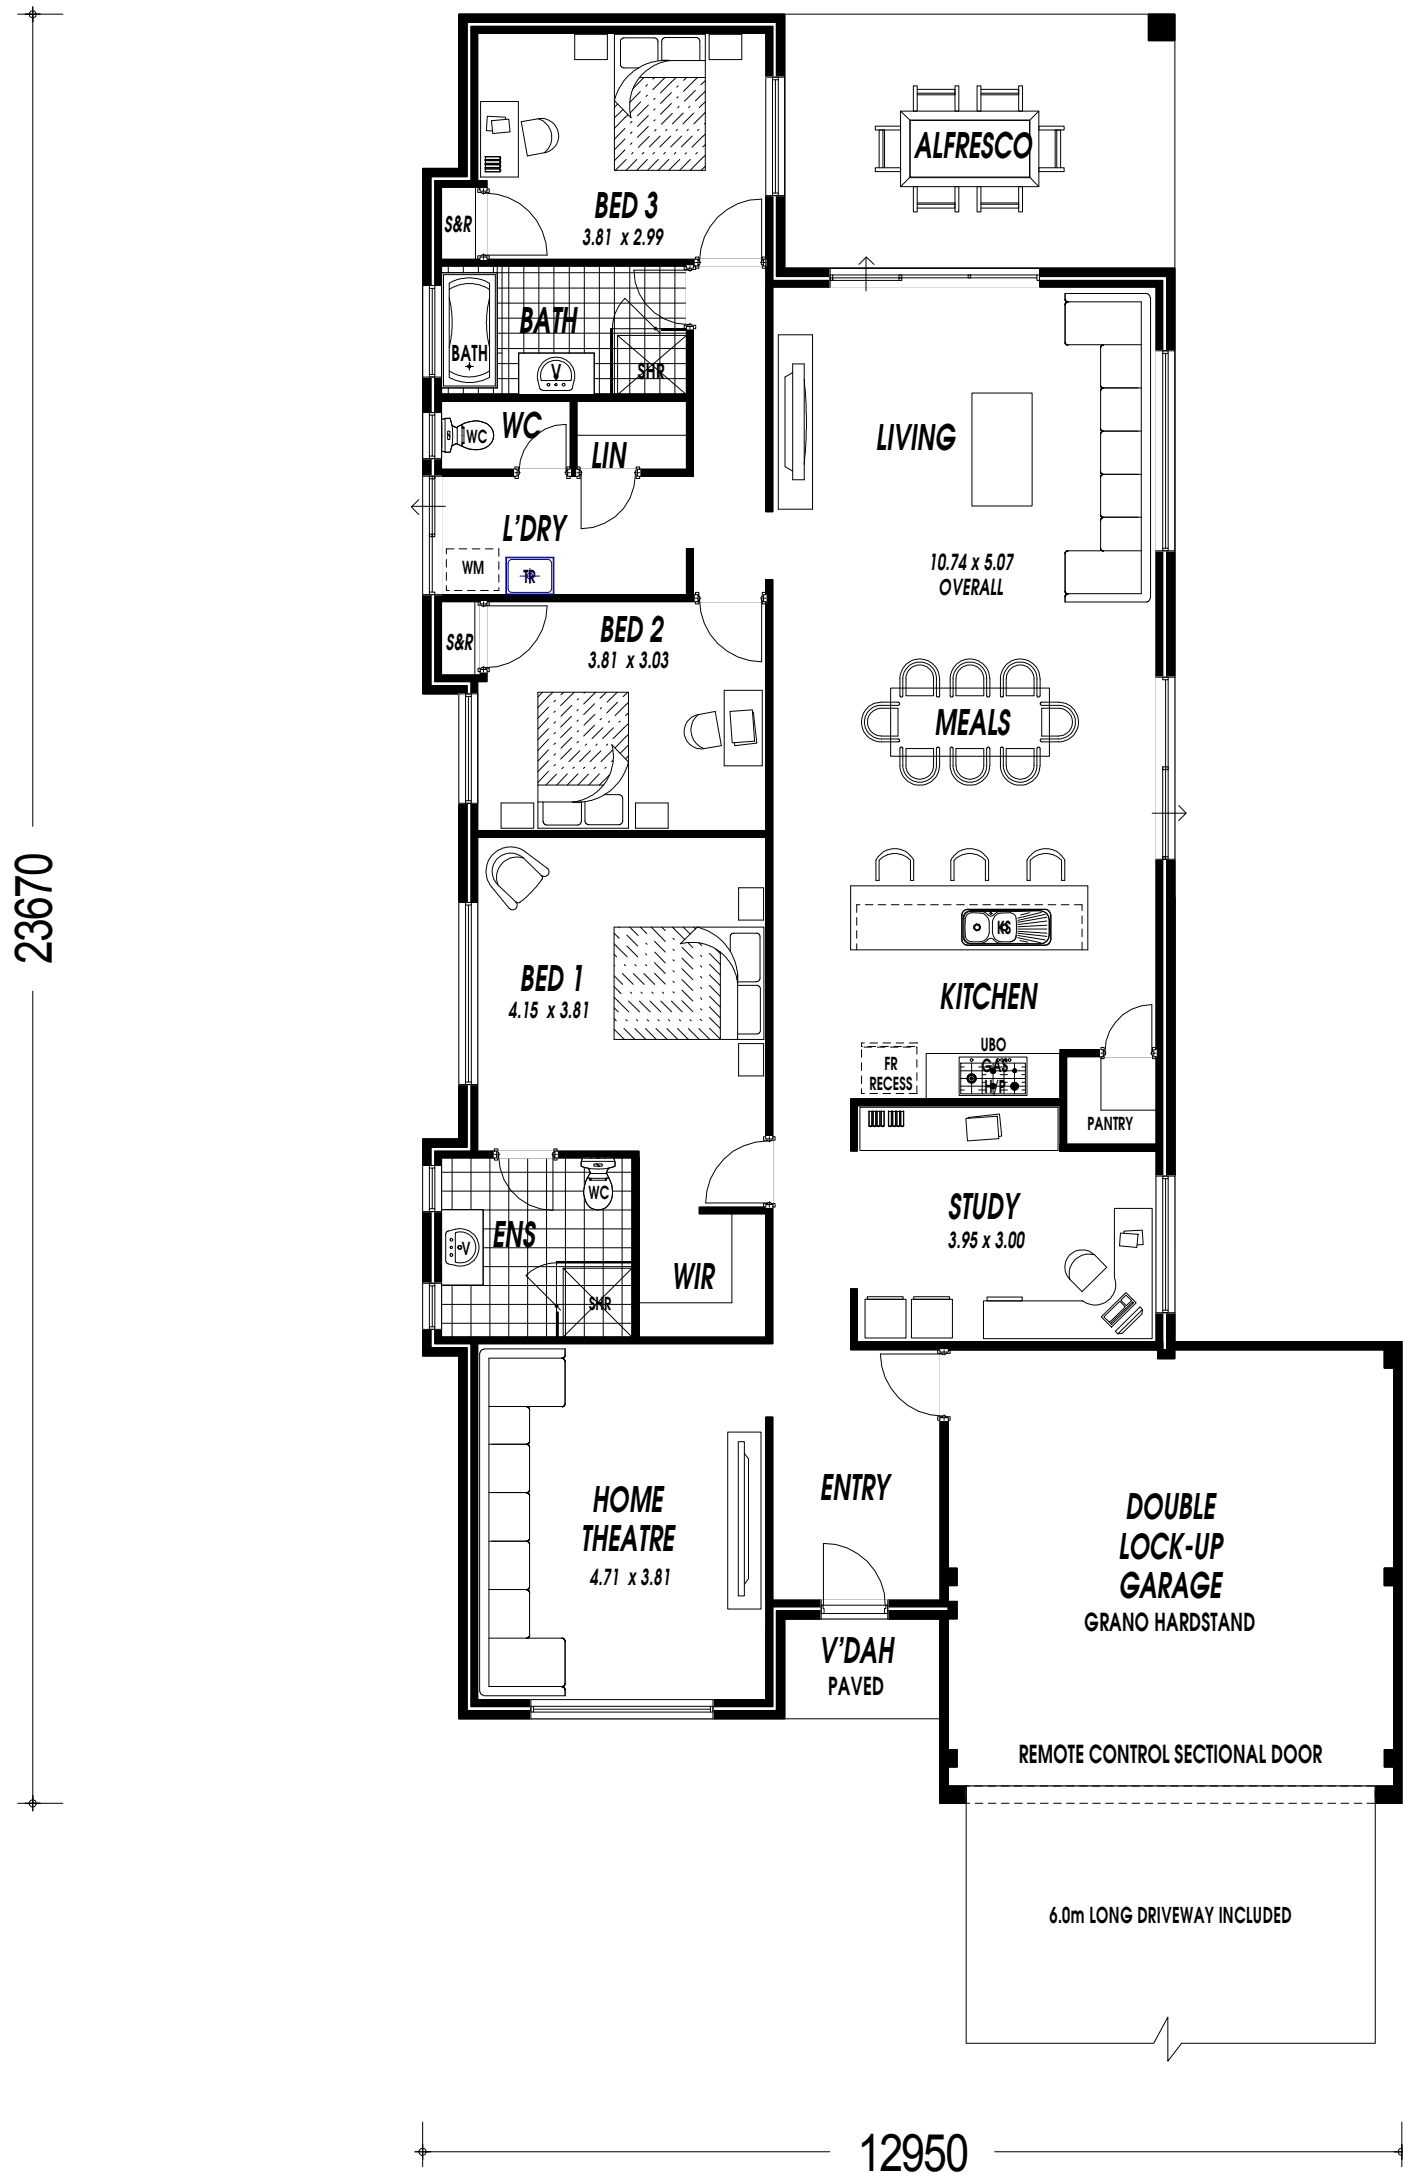 ALFRESCO
BED 3
3.81 x 2.99
S&R
BATH
BATH
V
SHR
WC
WC
LIN
LIVING
L'DRY
WM
TR
10.74 x 5.07
OVERALL
S&R
BED 2
3.81 x 3.03
MEALS
23670
KS
BED 1
4.15 x 3.81
KITCHEN
UBO
GAS
H/P
FR
RECESS
PANTRY
WC
ENS
V
SHR
WIR
STUDY
3.95 x 3.00
HOME
THEATRE
4.71 x 3.81
ENTRY
DOUBLE
LOCK-UP
GARAGE
GRANO HARDSTAND
V'DAH
PAVED
REMOTE CONTROL SECTIONAL DOOR
6.0m LONG DRIVEWAY INCLUDED
12950